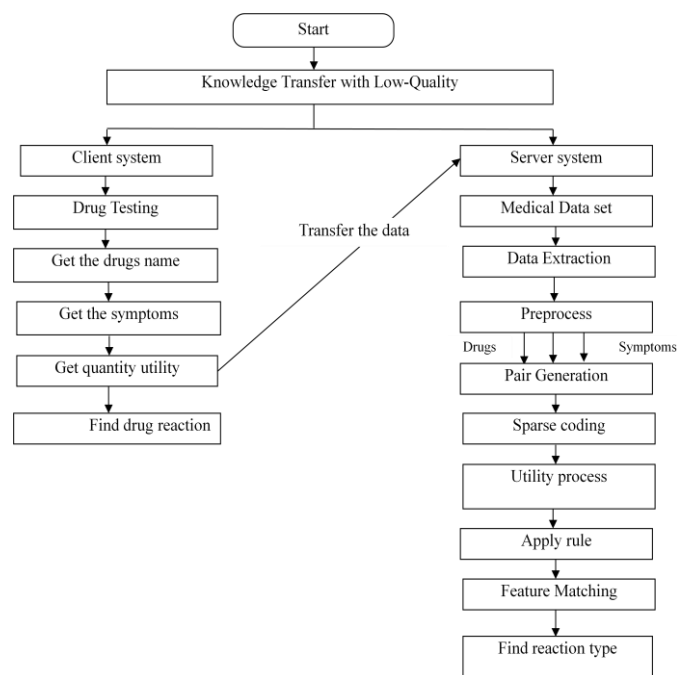 Start
Knowledge Transfer with Low-Quality
Client system
Drug Testing
Get the drugs name
Get the symptoms
Get quantity utility
Find drug reaction
Transfer the data
Server system
Medical Data set
Data Extraction
Preprocess
Drugs
Symptoms
Pair Generation
Sparse coding
Utility process
Apply rule
Feature Matching
Find reaction type